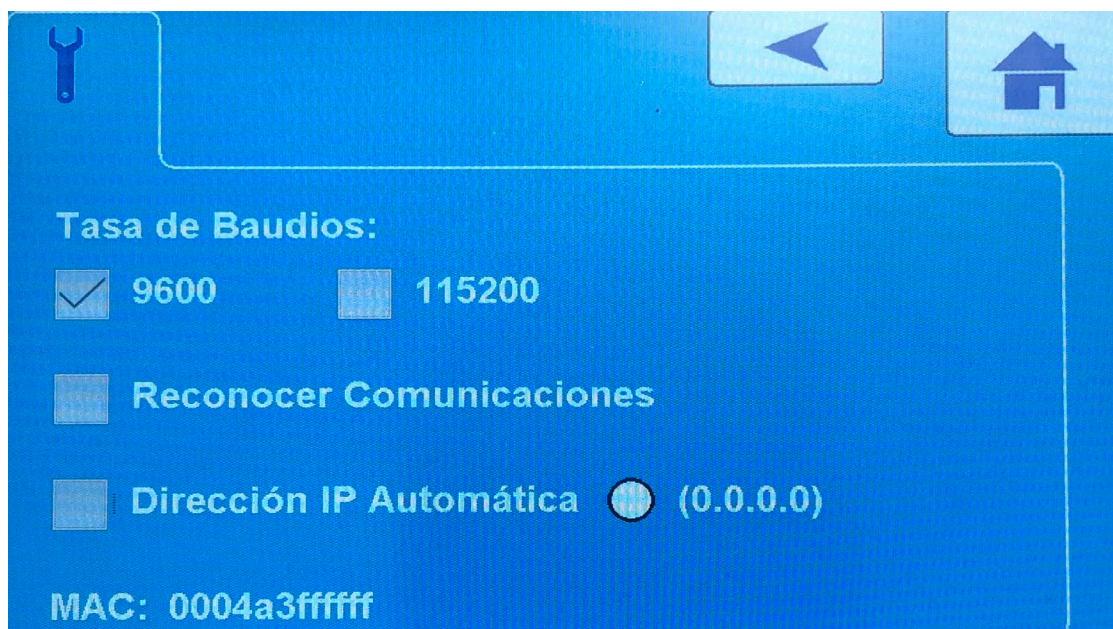 Tasa de Baudios:
9600 115200
Reconocer Comunicaciones
Dirección IP Automática (0.0.0.0)
MAC: 0004a3ffffff